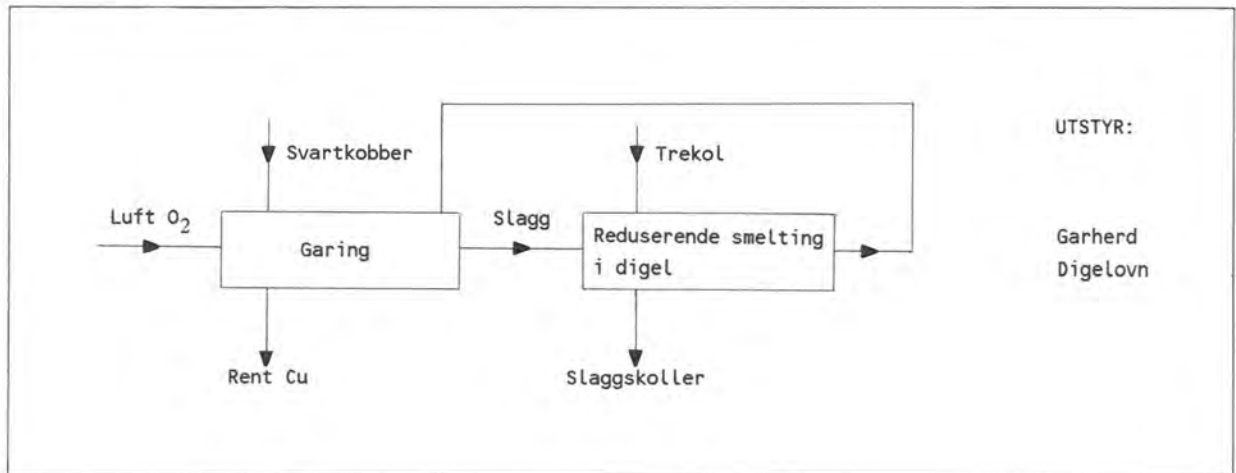 UTSTYR:
Svartkobber
Trekol
Luft O2
Slagg
Garing
Reduserende smelting
i digel
Garherd
Digelovn
Rent Cu
Slaggskoller